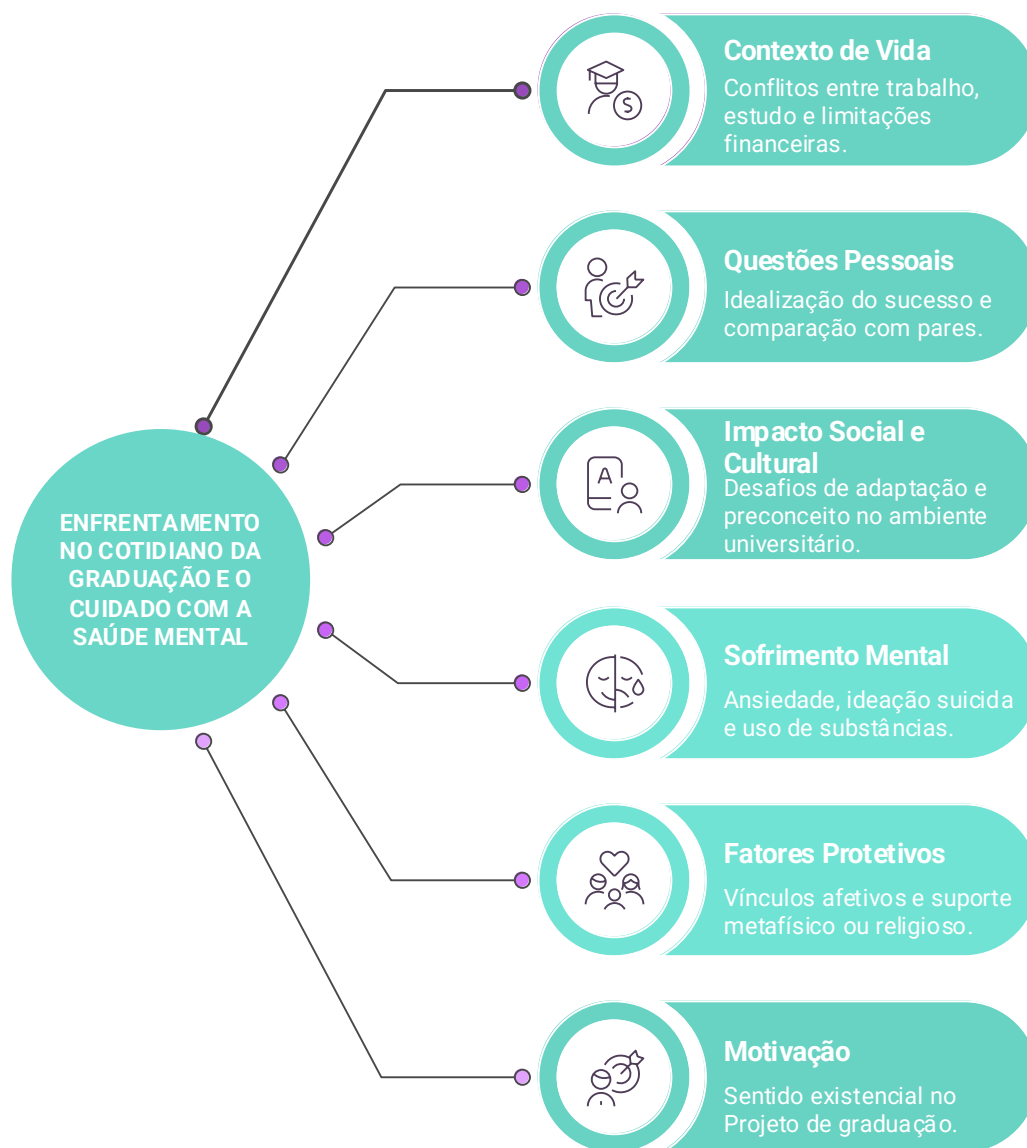 Contexto de Vida
Conflitos entre trabalho,
estudo e limitações
financeiras.
Questões Pessoais
Idealização do sucesso e
comparação com pares.
Impacto Social e
Cultural
Desafios de adaptação e
preconceito no ambiente
universitário.
ENFRENTAMENTO
NO COTIDIANO DA
GRADUAÇÃO E O
CUIDADO COM A
SAÚDE MENTAL
Sofrimento Mental
Ansiedade, ideação suicida
e uso de substâncias.
Fatores Protetivos
Vínculos afetivos e suporte
metafísico ou religioso.
Motivação
Sentido existencial no
Projeto de graduação.